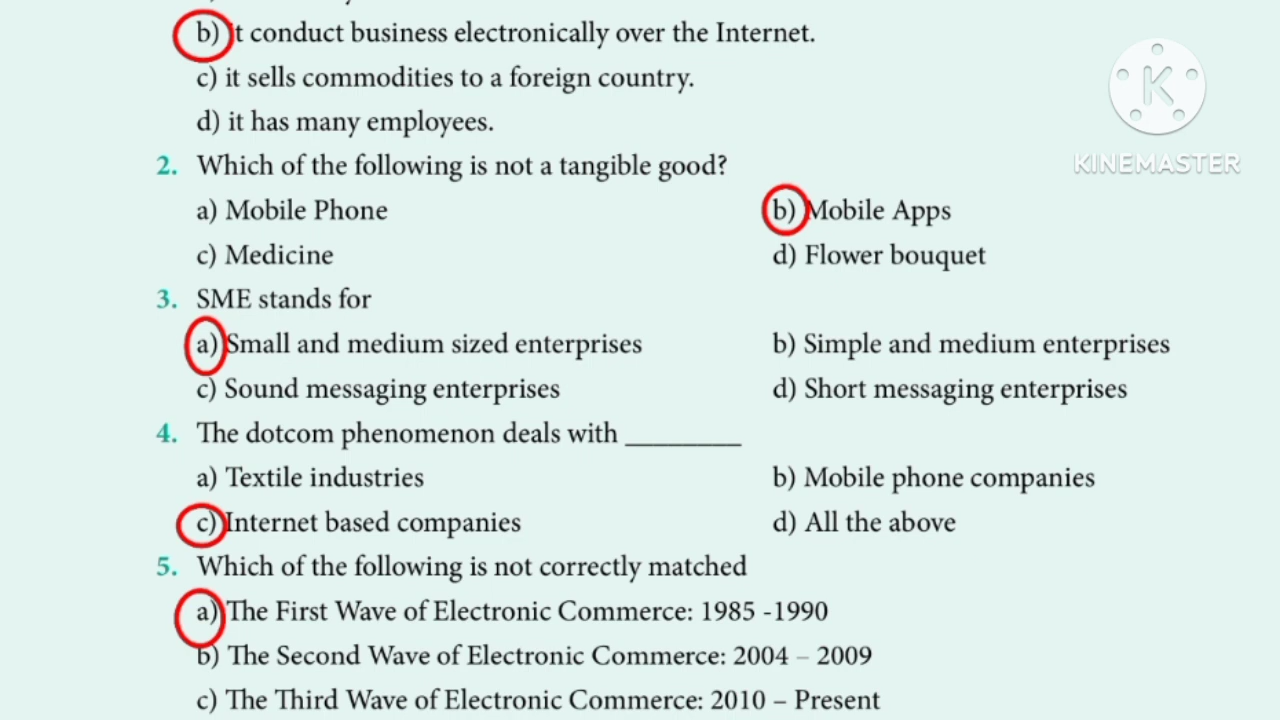 b) it conduct business electronically over the Internet.
c) it sells commodities to a foreign country.
d) it has many employees.
2. Which of the following is not a tangible good?
a) Mobile Phone b) Mobile Apps
c) Medicine d) Flower bouquet
3. SME stands for
a) Small and medium sized enterprises b) Simple and medium enterprises
c) Sound messaging enterprises d) Short messaging enterprises
4. The dotcom phenomenon deals with ________
a) Textile industries b) Mobile phone companies
c) Internet based companies d) All the above
5. Which of the following is not correctly matched
a) The First Wave of Electronic Commerce: 1985 -1990
b) The Second Wave of Electronic Commerce: 2004 – 2009
c) The Third Wave of Electronic Commerce: 2010 – Present
K
KINEMASTER